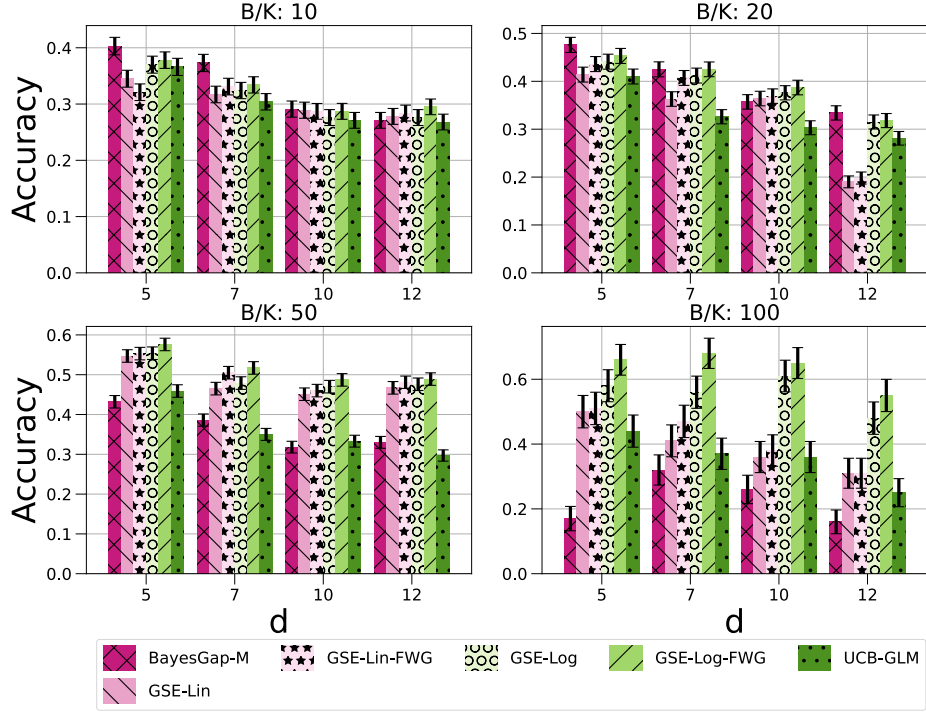 B/K: 10
B/K: 20
Accuracy
0.4
0.3
0.2
0.1
0.0
5 7 10 12
0.5
0.4
0.3
0.2
0.1
0.0
5 7 10 12
B/K: 50
B/K: 100
Accuracy
0.6
0.5
0.4
0.3
0.2
0.1
0.0
5 7 10 12
d
0.6
0.4
0.2
0.0
5 7 10 12
d
BayesGap-M GSE-Lin-FWG GSE-Log GSE-Log-FWG UCB-GLM
GSE-Lin